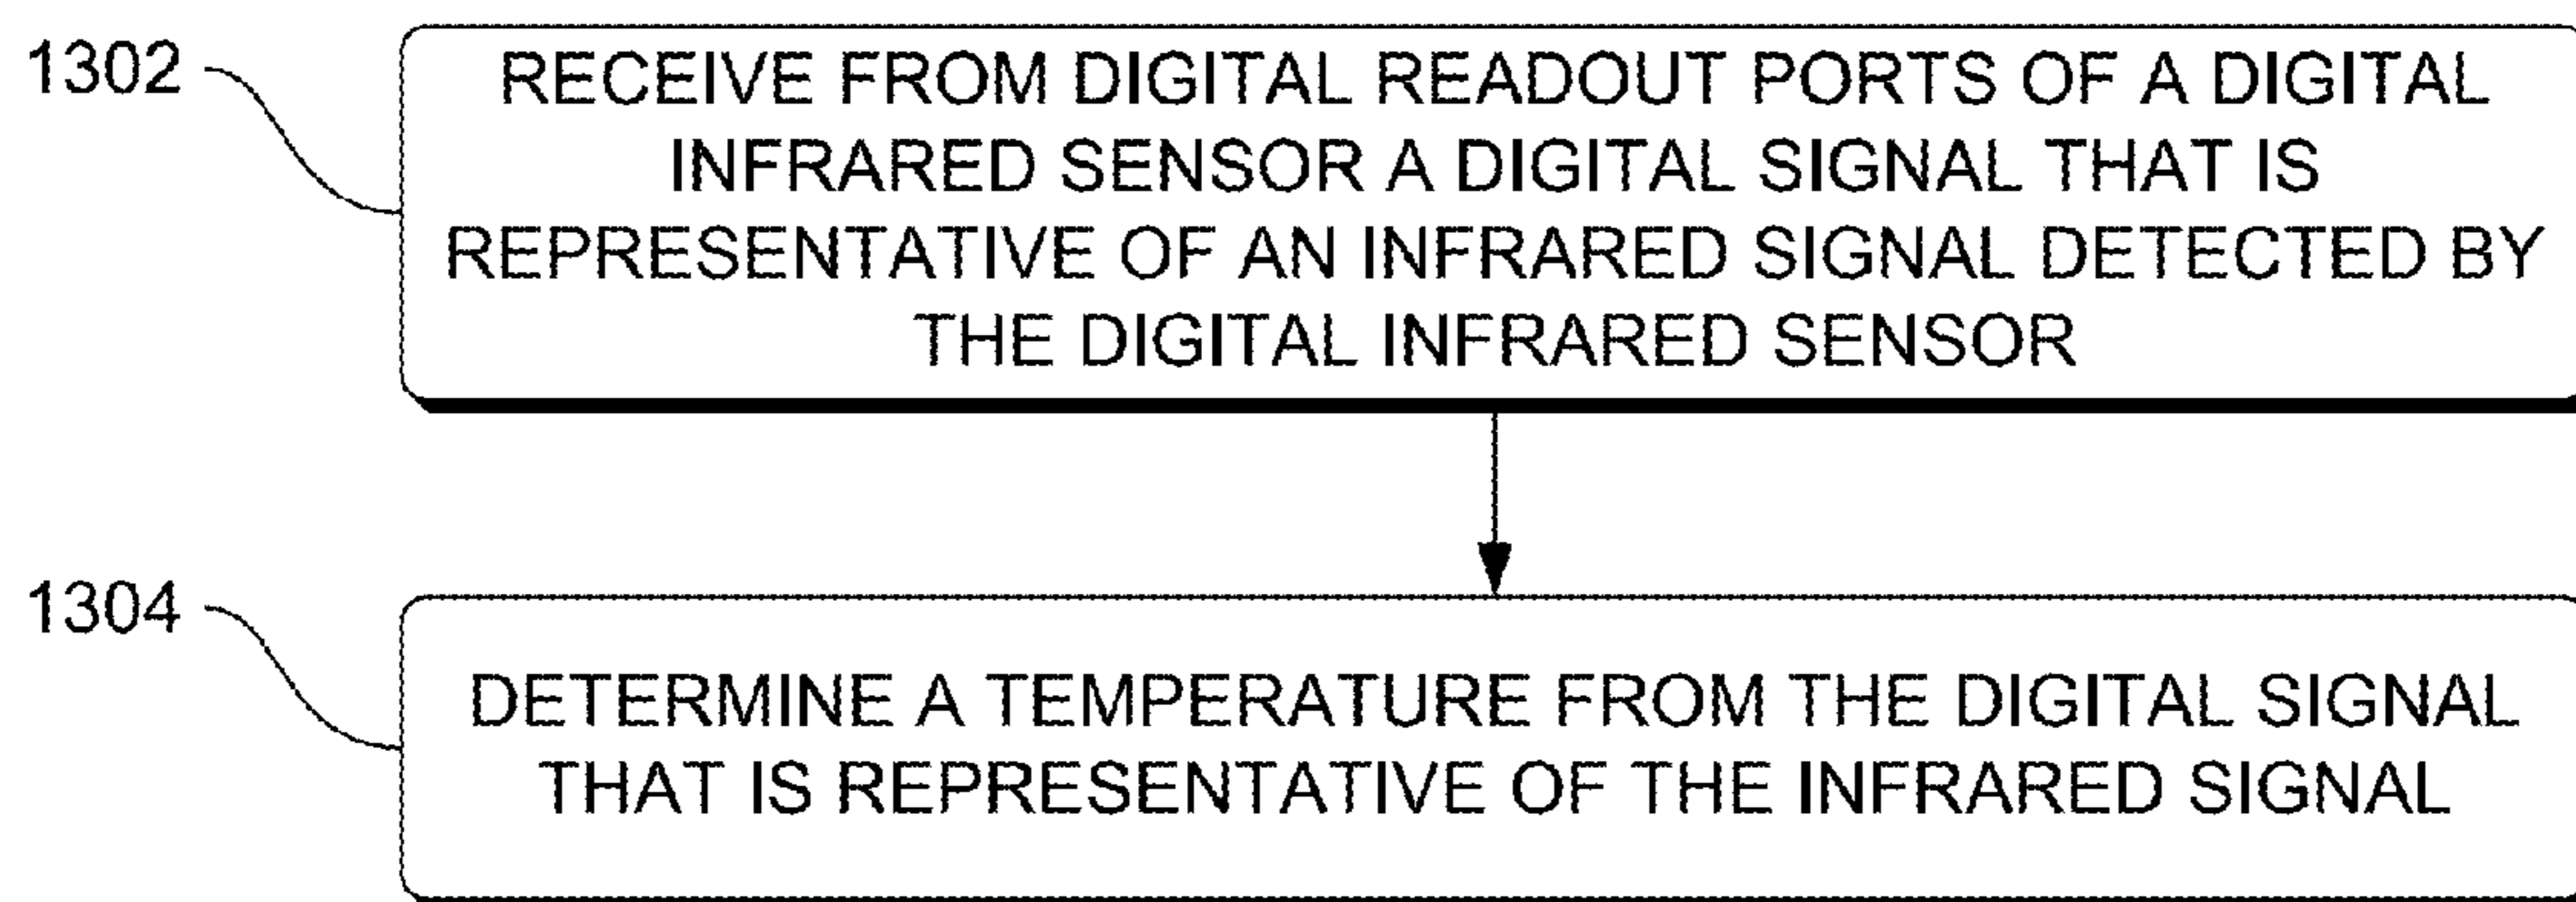 1302
RECEIVE FROM DIGITAL READOUT PORTS OF A DIGITAL
INFRARED SENSOR A DIGITAL SIGNAL THAT IS
REPRESENTATIVE OF AN INFRARED SIGNAL DETECTED BY
THE DIGITAL INFRARED SENSOR
1304
DETERMINE A TEMPERATURE FROM THE DIGITAL SIGNAL
THAT IS REPRESENTATIVE OF THE INFRARED SIGNAL